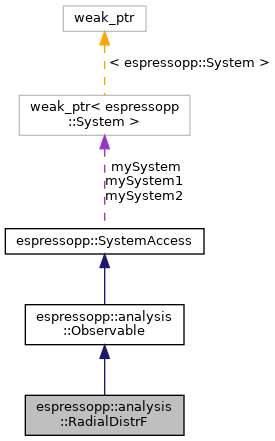 weak_ptr
< espressopp::System >
weak_ptr< espressopp
::System >
mySystem
mySystem1
mySystem2
espressopp::SystemAccess
espressopp::analysis
::Observable
espressopp::analysis
::RadialDistrF